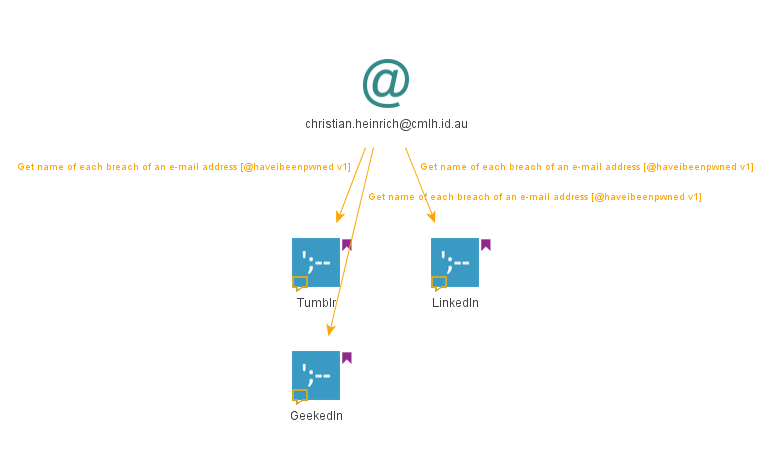 @
christian.heinrich@cmlh.id.au
Get name of each breach of an e-mail address [@haveibeenpwned v1]
Get name of each breach of an e-mail address [@haveibeenpwned v1]
Get name of each breach of an e-mail address [@haveibeenpwned v1]
';--
';--
Tumblr
LinkedIn
';--
GeekedIn